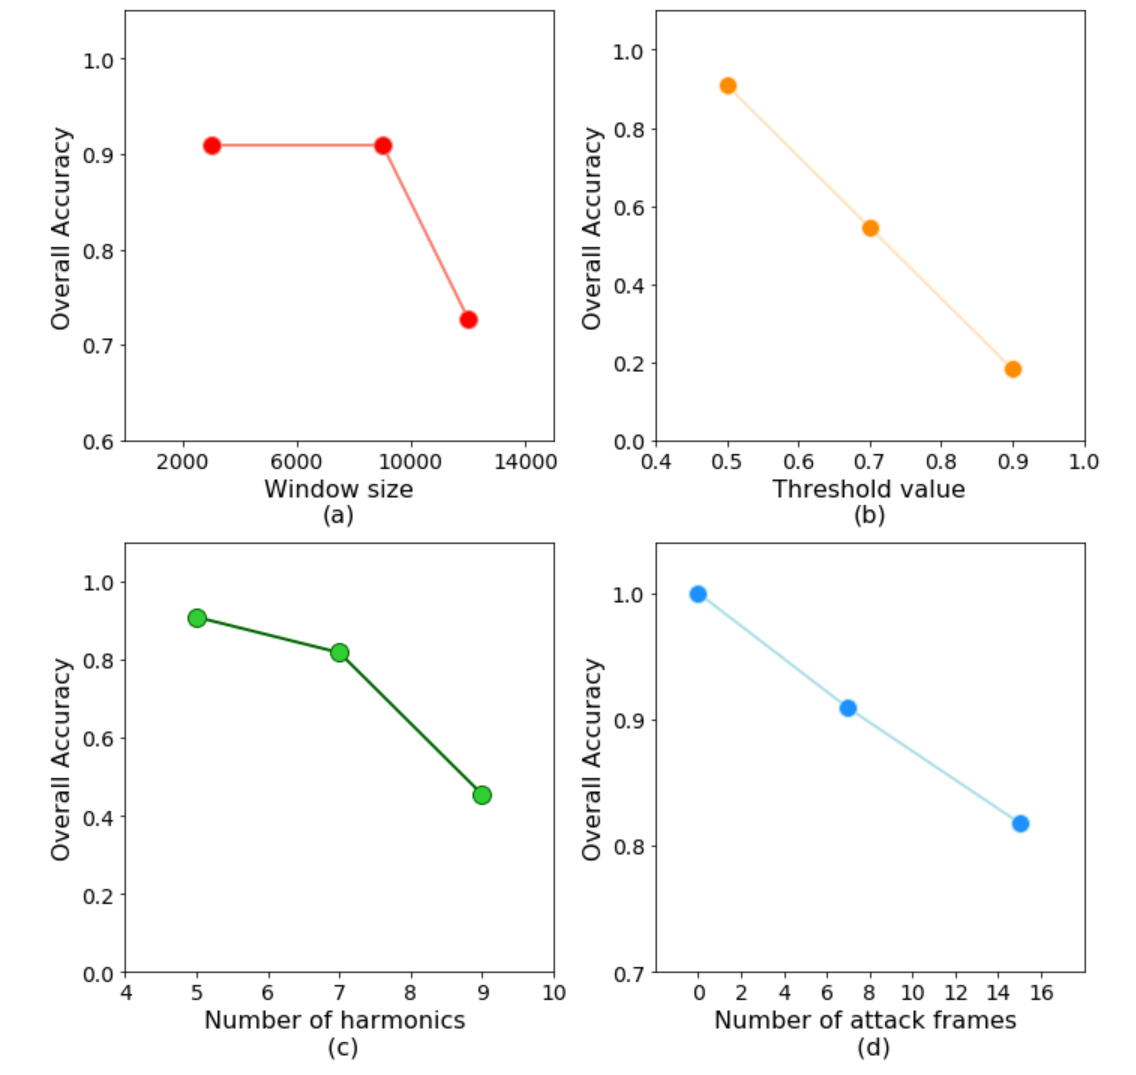 1.0
0.9
0.8
0.7
0.6
Overall Accuracy
2000 6000 10000 14000
Window size
(a)
1.0
0.8
0.6
0.4
0.2
0.0
Overall Accuracy
0.4 0.5 0.6 0.7 0.8 0.9 1.0
Threshold value
(b)
1.0
0.8
0.6
0.4
0.2
0.0
Overall Accuracy
4 5 6 7 8 9 10
Number of harmonics
(c)
1.0
0.9
0.8
0.7
Overall Accuracy
0 2 4 6 8 10 12 14 16
Number of attack frames
(d)